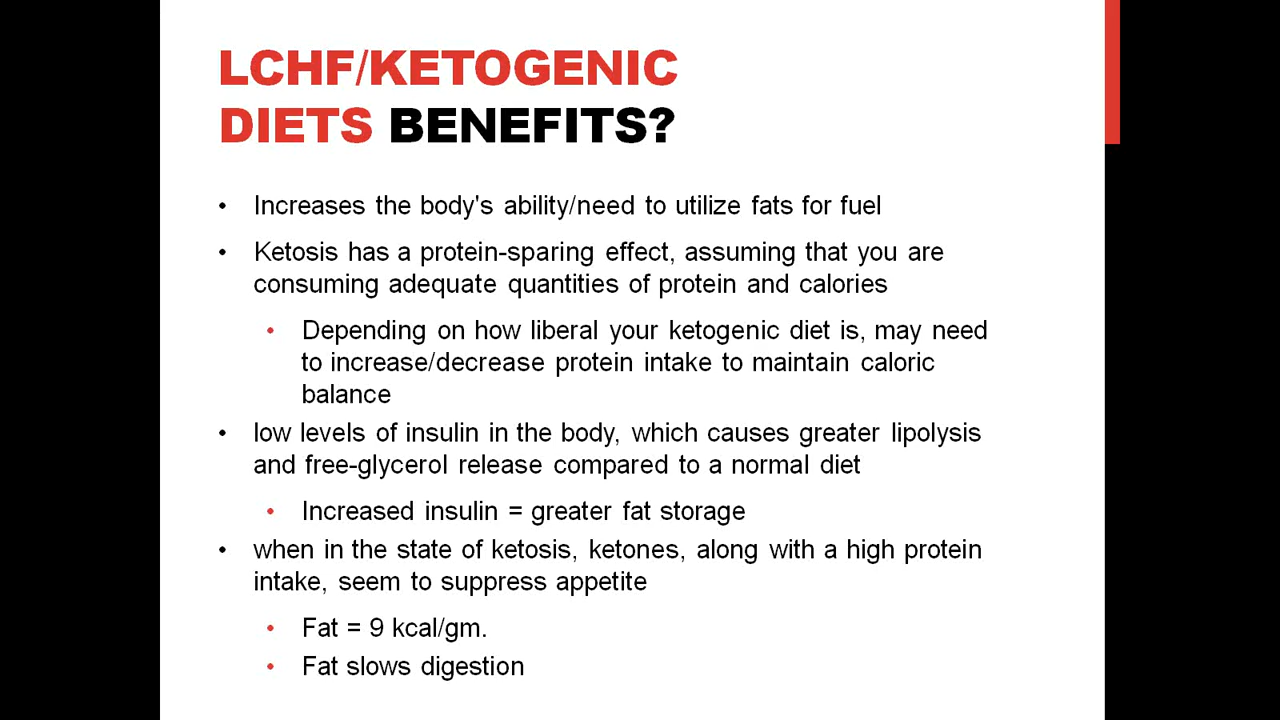 LCHF/KETOGENIC
DIETS BENEFITS?
• Increases the body's ability/need to utilize fats for fuel
• Ketosis has a protein-sparing effect, assuming that you are
consuming adequate quantities of protein and calories
• Depending on how liberal your ketogenic diet is, may need
to increase/decrease protein intake to maintain caloric
balance
• low levels of insulin in the body, which causes greater lipolysis
and free-glycerol release compared to a normal diet
• Increased insulin = greater fat storage
• when in the state of ketosis, ketones, along with a high protein
intake, seem to suppress appetite
• Fat = 9 kcal/gm.
• Fat slows digestion